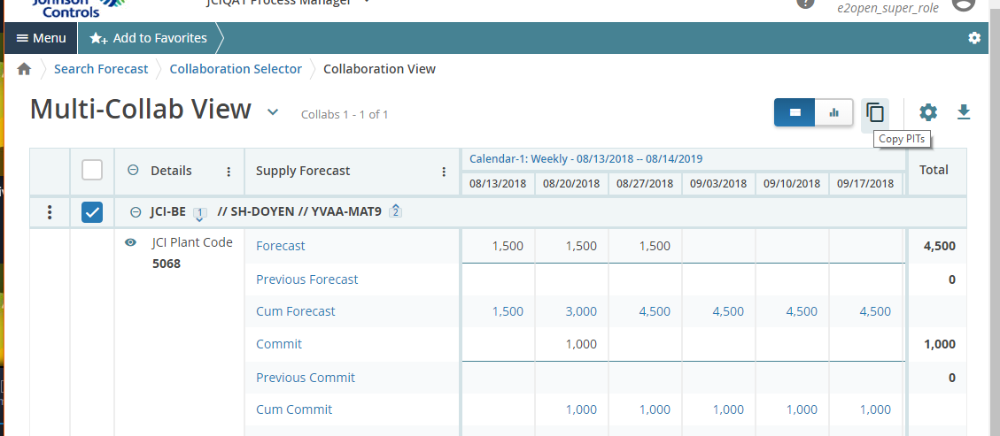 Johnson
Controls
JCIQAT Process Manager
e2open_super_role
Menu
Add to Favorites
Search Forecast
Collaboration Selector
Collaboration View
Multi-Collab View
Collabs 1 - 1 of 1
Copy PITs
Calendar-1: Weekly - 08/13/2018 -- 08/14/2019
Details Supply Forecast 08/13/2018 08/20/2018 08/27/2018 09/03/2018 09/10/2018 09/17/2018 Total
JCI-BE 1 // SH-DOYEN // YVAA-MAT9 2
JCI Plant Code
5068
Forecast 1,500 1,500 1,500 4,500
Previous Forecast 0
Cum Forecast 1,500 3,000 4,500 4,500 4,500 4,500
Commit 1,000 1,000
Previous Commit 0
Cum Commit 1,000 1,000 1,000 1,000 1,000